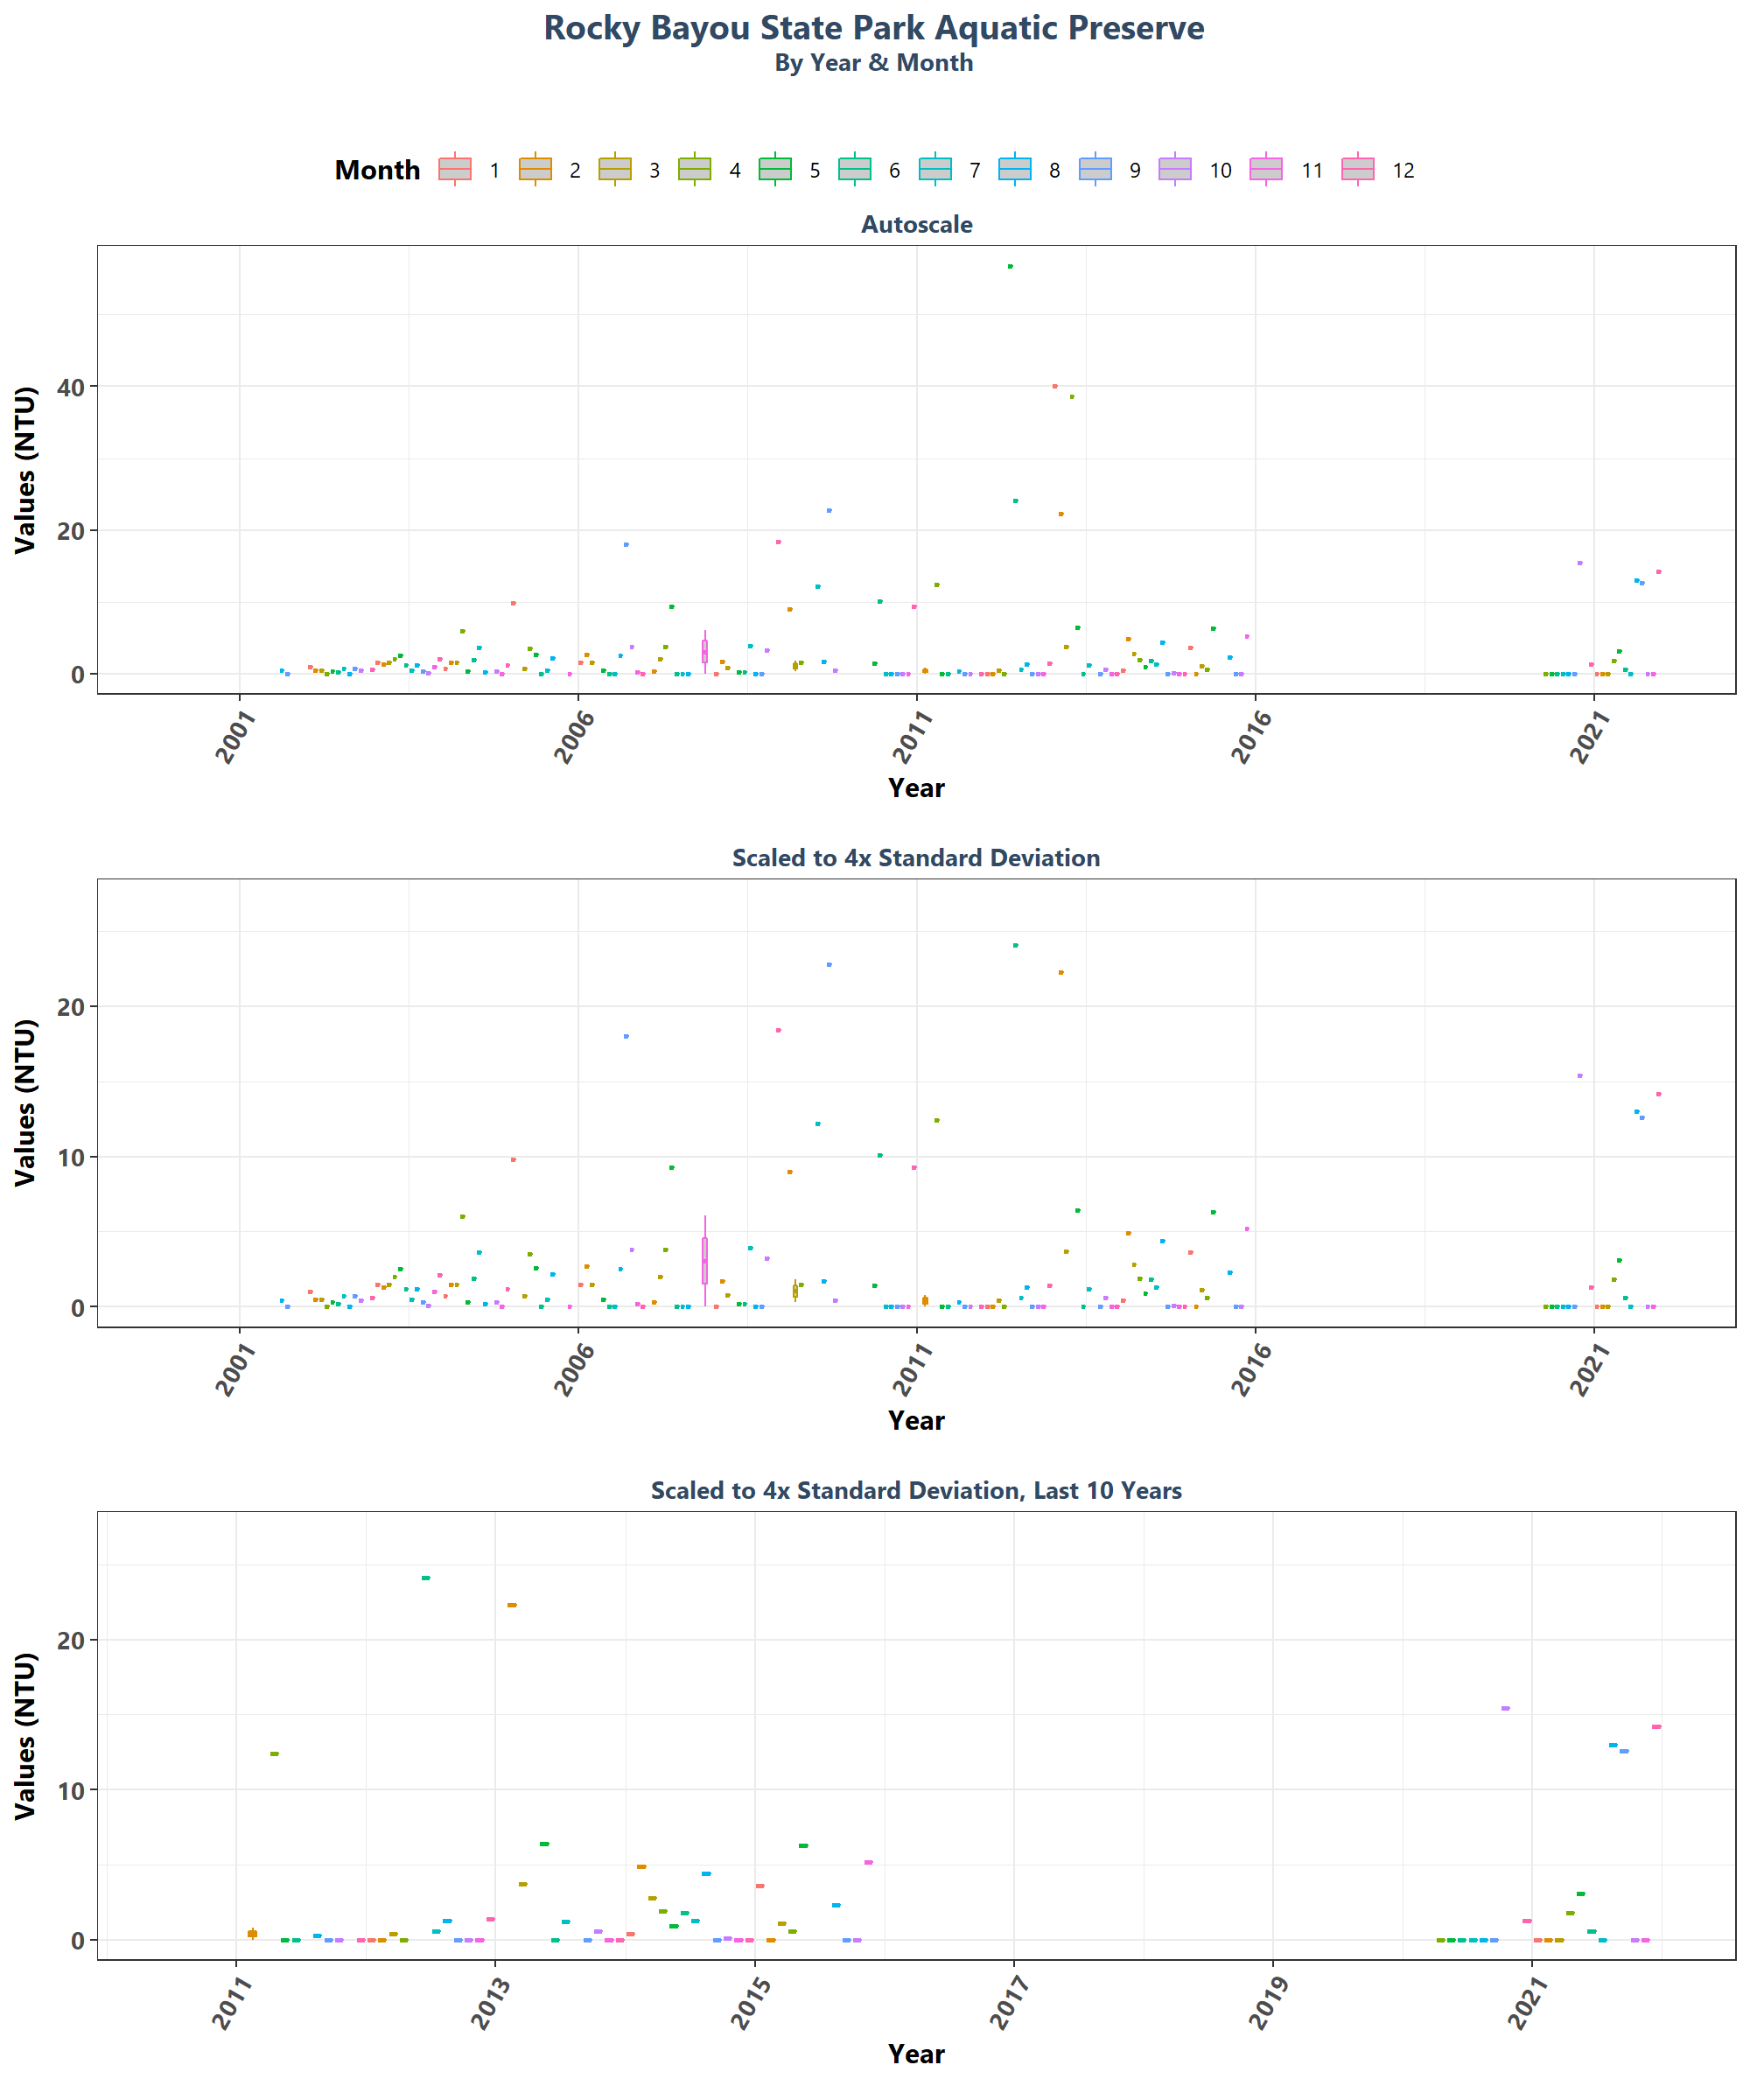 Rocky Bayou State Park Aquatic Preserve
By Year & Month
Month 1 2 3 4 5 6 7 8 9 10 11 12
Autoscale
Values (NTU)
40
20
0
2001 2006 2011 2016 2021
Year
Scaled to 4x Standard Deviation
Values (NTU)
20
10
0
2001 2006 2011 2016 2021
Year
Scaled to 4x Standard Deviation, Last 10 Years
Values (NTU)
20
10
0
2011 2013 2015 2017 2019 2021
Year